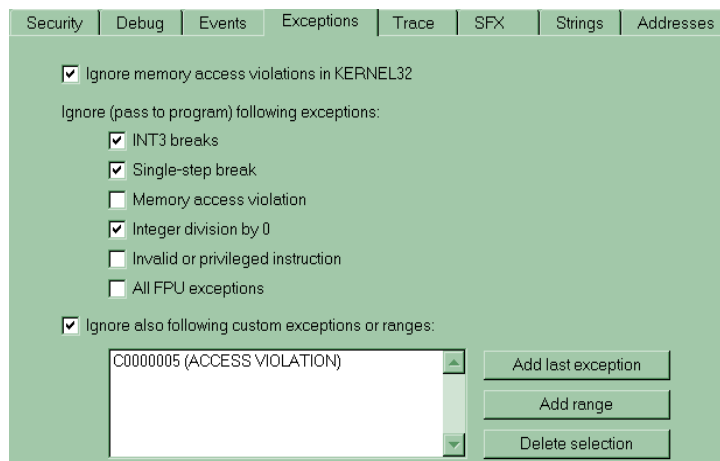 Security Debug Events Exceptions Trace SFX Strings Addresses
Ignore memory access violations in KERNEL32
Ignore (pass to program) following exceptions:
INT3 breaks
Single-step break
Memory access violation
Integer division by 0
Invalid or privileged instruction
All FPU exceptions
Ignore also following custom exceptions or ranges:
C0000005 (ACCESS VIOLATION)
Add last exception
Add range
Delete selection